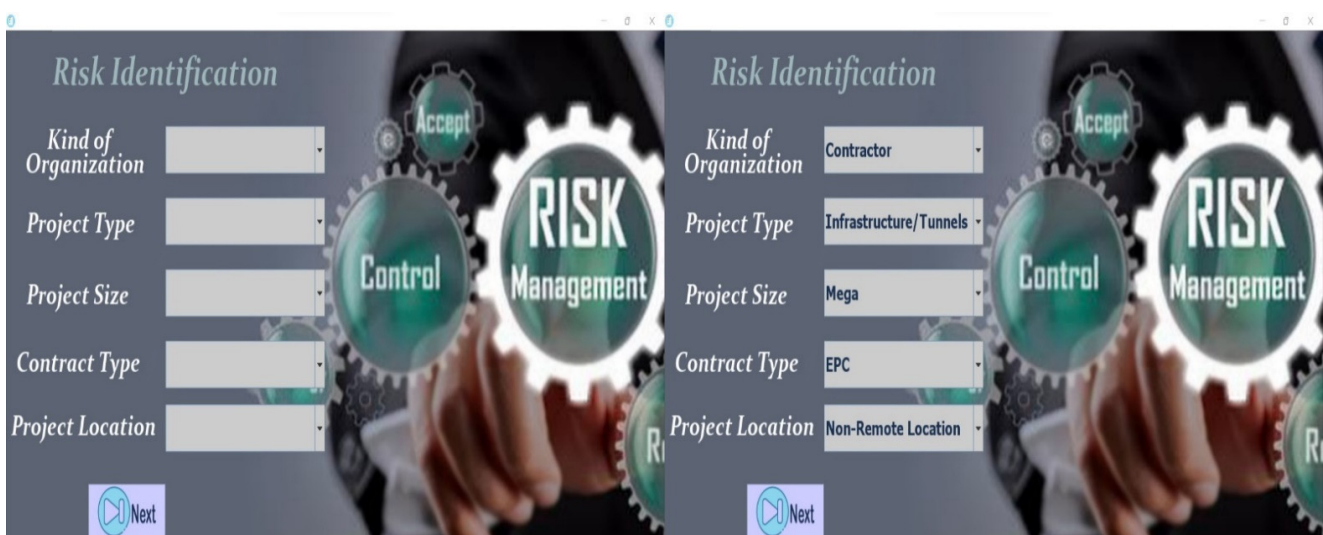 Risk Identification
Kind of
Organization
Project Type
Project Size
Contract Type
Project Location
Next
Accept
Control
RISK
Management
Risk Identification
Kind of
Organization
Contractor
Project Type
Infrastructure/Tunnels
Project Size
Mega
Contract Type
EPC
Project Location
Non-Remote Location
Next
Accept
Control
RISK
Management